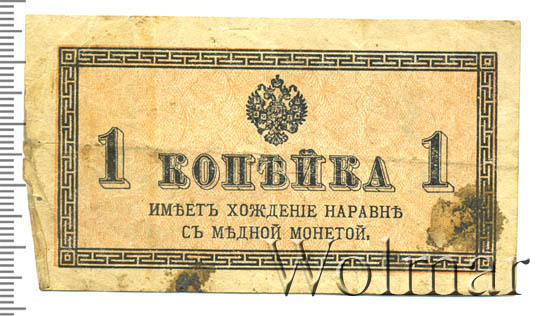 1 КОПѢЙКА 1
ИМѢЕТЪ ХОЖДЕНІЕ НАРАВНѢ
СЪ МѢДНОЙ МОНЕТОЙ.
Wolmar